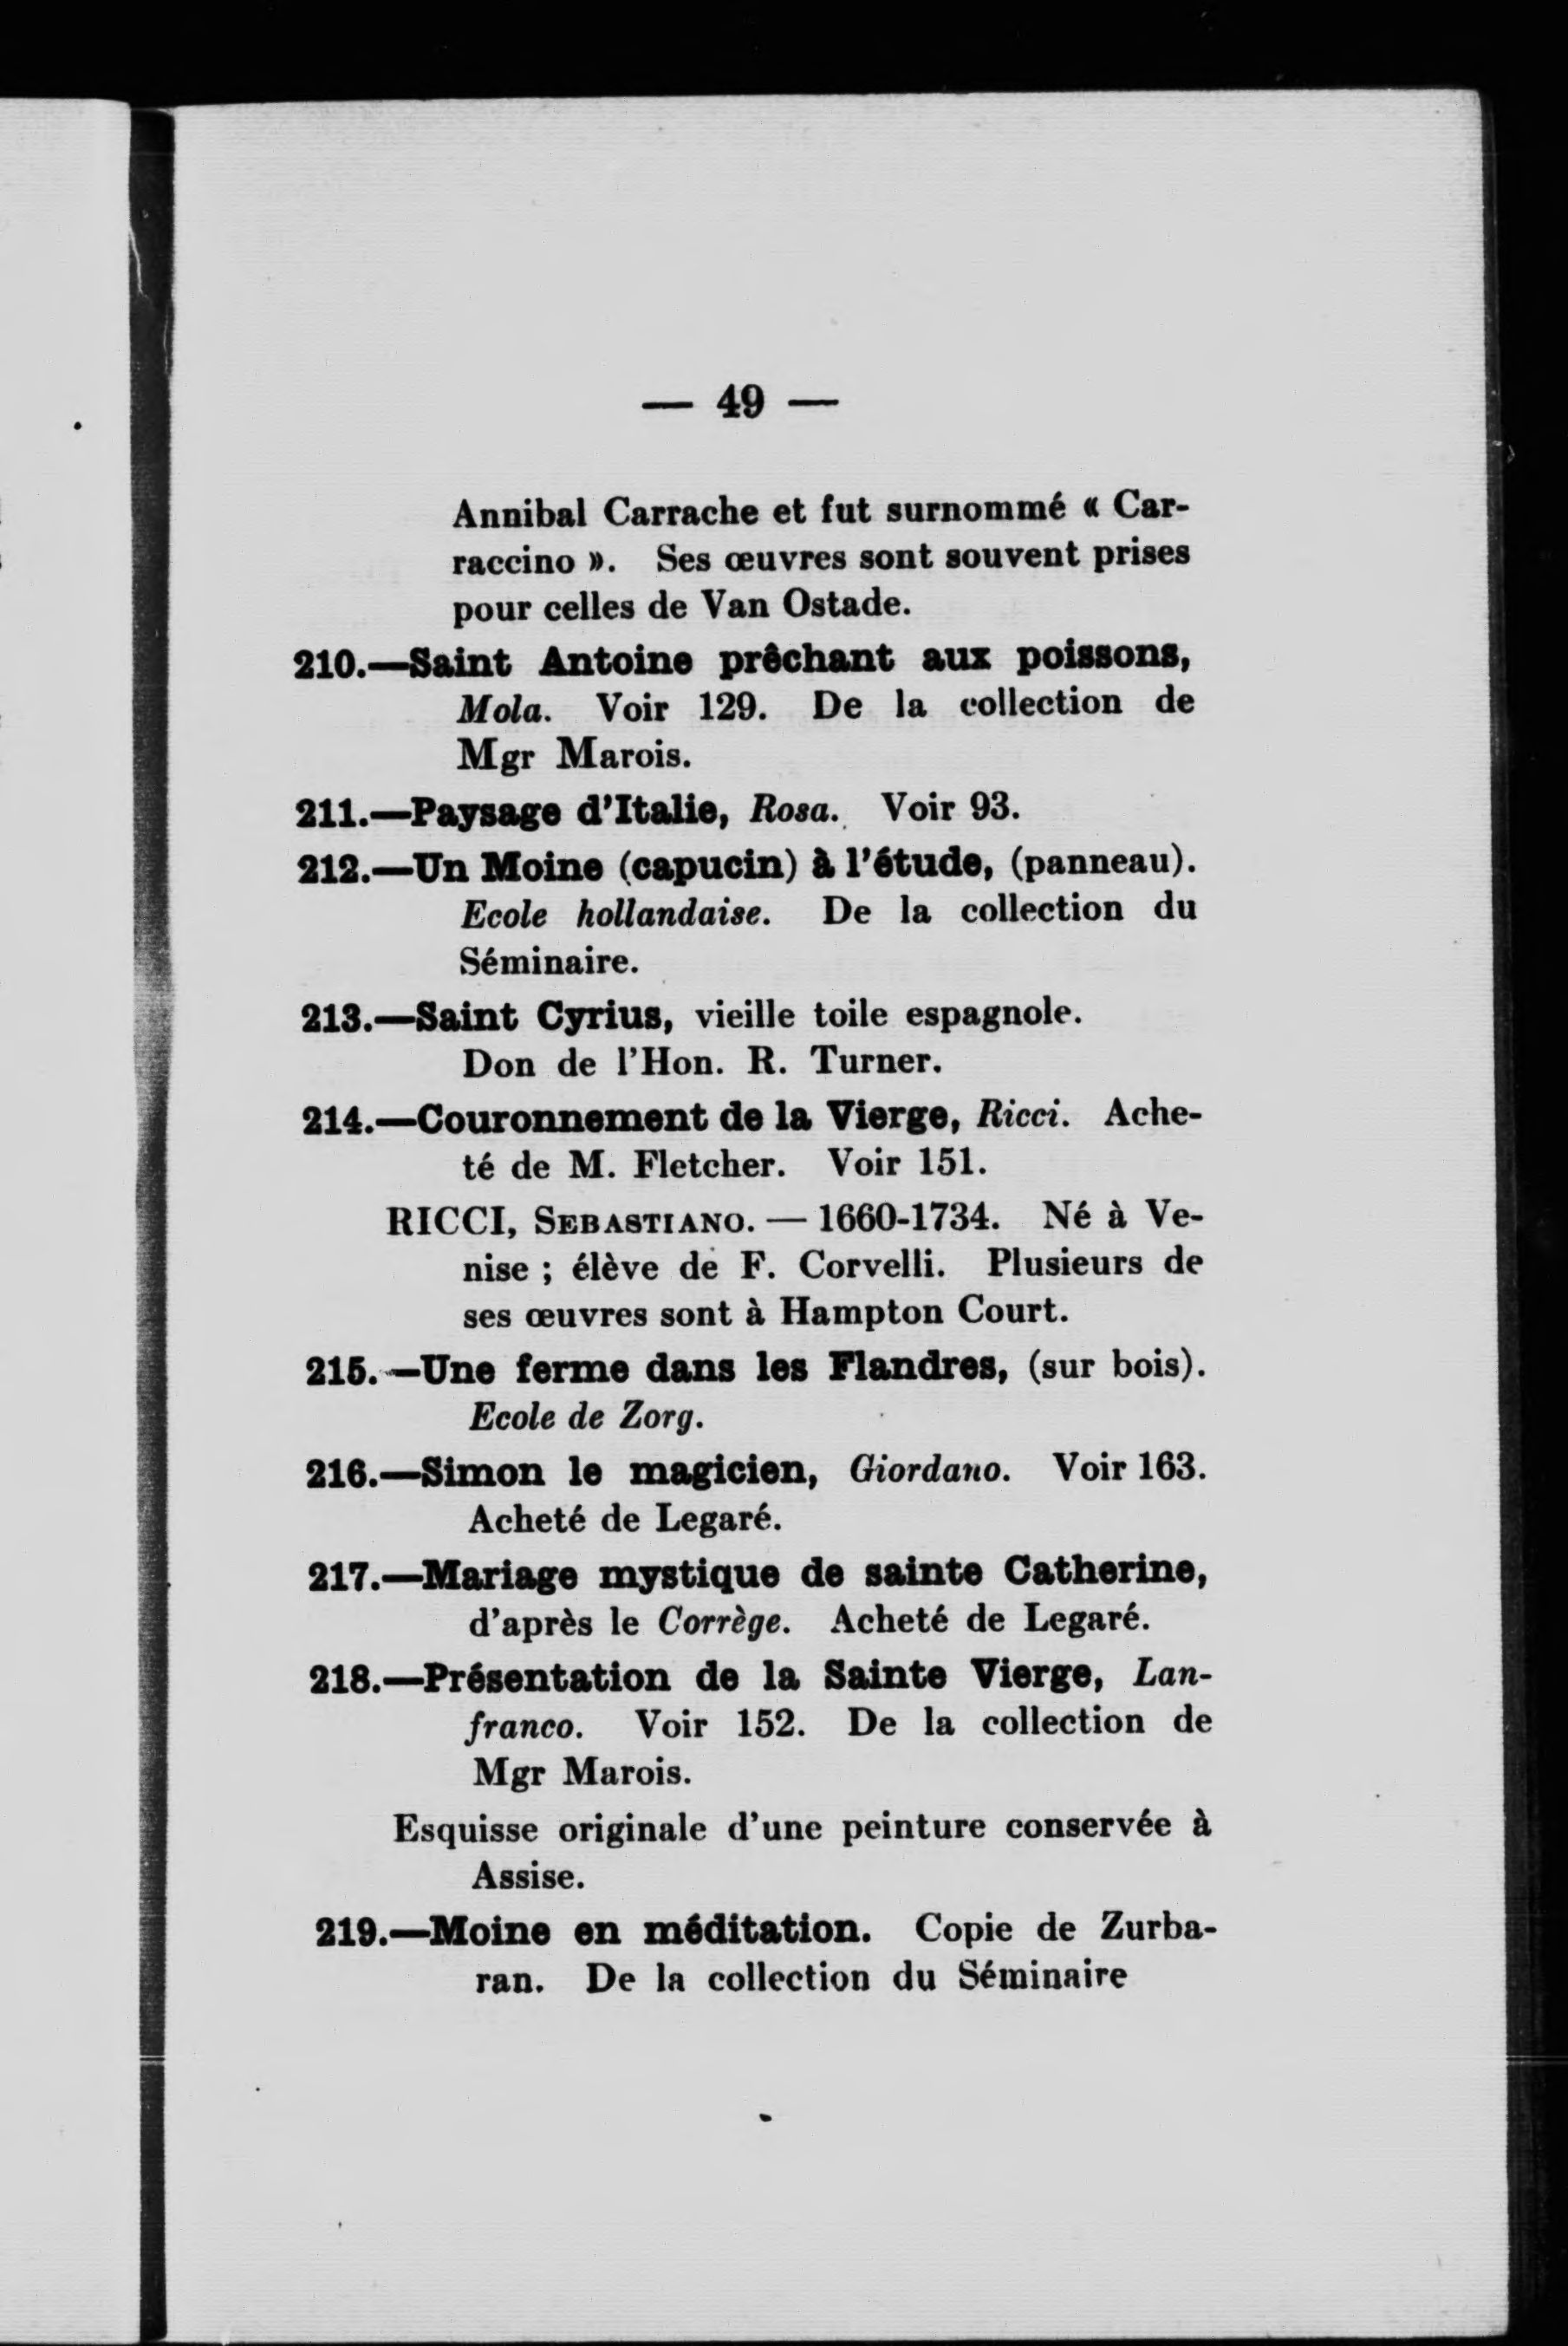 — 49 —
Annibal Carrache et fut surnommé « Car-
raccino ». Ses œuvres sont souvent prises
pour celles de Van Ostade.
210.—Saint Antoine prêchant aux poissons,
Mola. Voir 129. De la collection de
Mgr Marois.
211.—Paysage d'Italie, Rosa. Voir 93.
212.—Un Moine (capucin) à l'étude, (panneau).
Ecole hollandaise. De la collection du
Séminaire.
213.—Saint Cyrius, vieille toile espagnole.
Don de l'Hon. R. Turner.
214.—Couronnement de la Vierge, Ricci. Ache-
té de M. Fletcher. Voir 151.
RICCI, SEBASTIANO. — 1660-1734. Né à Ve-
nise ; élève de F. Corvelli. Plusieurs de
ses œuvres sont à Hampton Court.
215.—Une ferme dans les Flandres, (sur bois).
Ecole de Zorg.
216.—Simon le magicien, Giordano. Voir 163.
Acheté de Legaré.
217.—Mariage mystique de sainte Catherine,
d'après le Corrège. Acheté de Legaré.
218.—Présentation de la Sainte Vierge, Lan-
franco. Voir 152. De la collection de
Mgr Marois.
Esquisse originale d'une peinture conservée à
Assise.
219.—Moine en méditation. Copie de Zurba-
ran. De la collection du Séminaire